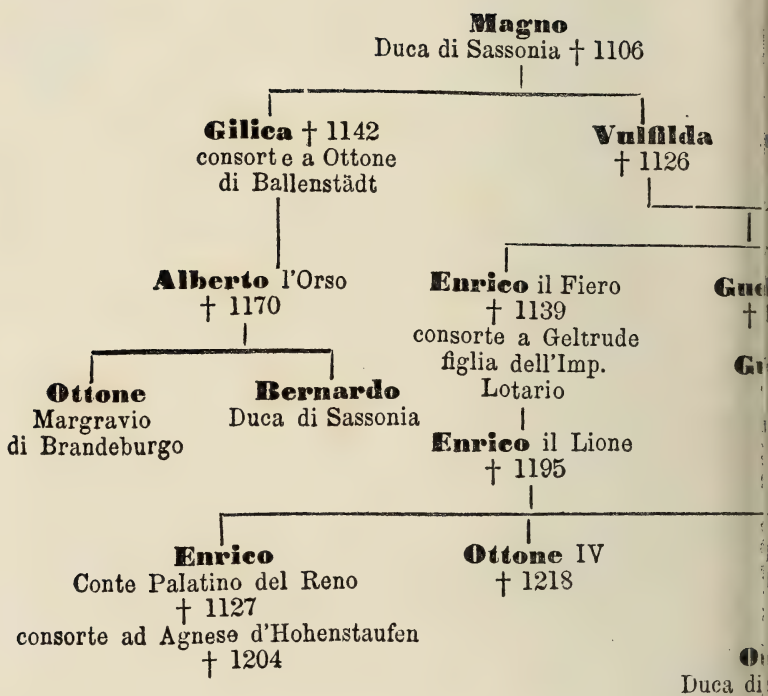 Magno
Duca di Sassonia † 1106
Gilica † 1142
consorte a Ottone
di Ballenstädt
Vulfilda
† 1126
Alberto l'Orso
† 1170
Enrico il Fiero
† 1139
consorte a Geltrude
figlia dell'Imp.
Lotario
Ottone
Margravio
di Brandeburgo
Bernardo
Duca di Sassonia
Enrico il Lione
† 1195
Enrico
Conte Palatino del Reno
† 1127
consorte ad Agnese d'Hohenstaufen
† 1204
Ottone IV
† 1218
Duca di